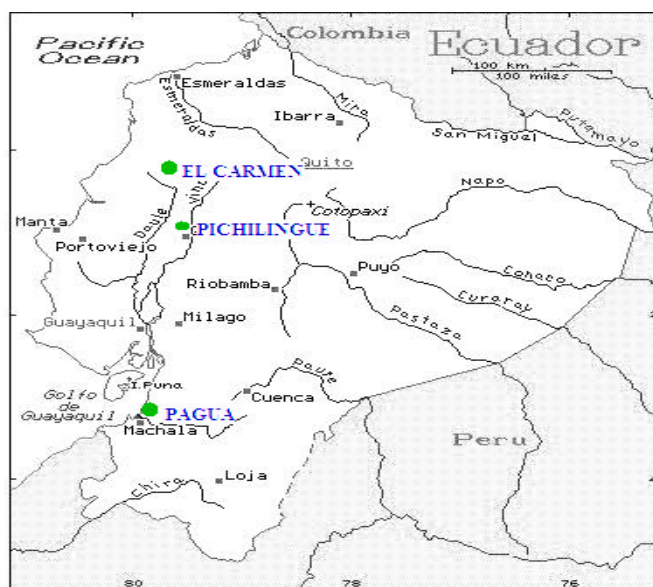 Pacific
Ocean
Colombia
Ecuador
100 km
100 miles
Esmeraldas
Esmeraldas
Ibarra
Mira
San Miguel
Putumayo
Quito
EL CARMEN
Napo
Cotopaxi
Manta
Daule
PICHILINGUE
Portoviejo
Puyo
Riobamba
Curaray
Pastaza
Guayaquil
Milago
Paute
I.Puna
Golfo
de
Guayaquil
Cuenca
PAGUA
Machala
Peru
Loja
Chira
80
78
76